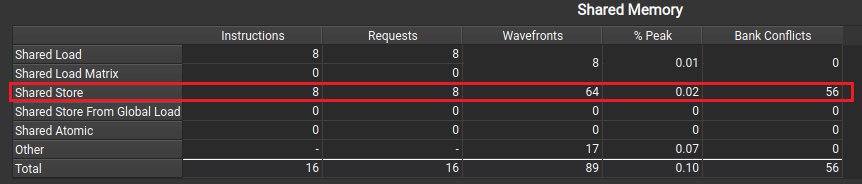 Shared Memory
Instructions Requests Wavefronts % Peak Bank Conflicts
Shared Load 8 8 8 0.01 0
Shared Load Matrix 0 0
Shared Store 8 8 64 0.02 56
Shared Store From Global Load 0 0 0 0 0
Shared Atomic 0 0 0 0 0
Other - - 17 0.07 0
Total 16 16 89 0.10 56